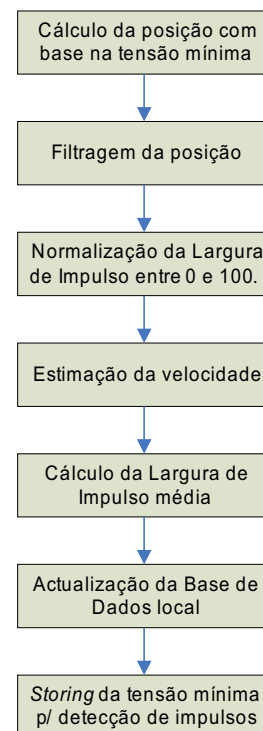 Cálculo da posição com
base na tensão mínima
Filtragem da posição
Normalização da Largura
de Impulso entre 0 e 100.
Estimação da velocidade
Cálculo da Largura de
Impulso média
Actualização da Base de
Dados local
Storing da tensão mínima
p/ detecção de impulsos